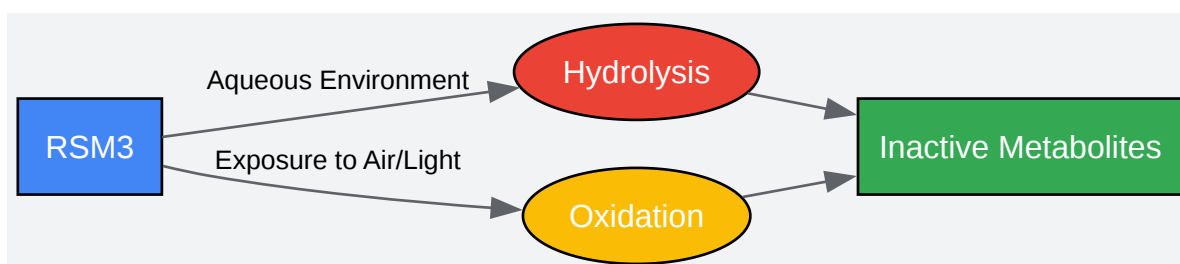 Aqueous Environment
Hydrolysis
RSM3
Inactive Metabolites
Exposure to Air/Light
Oxidation